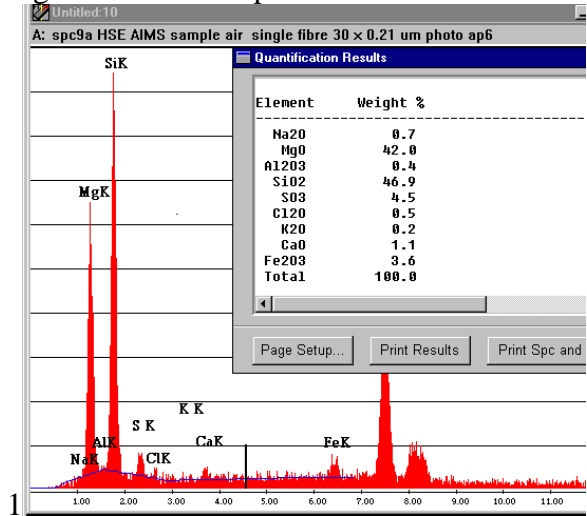 Untitled:10
A: spc9a HSE AIMS sample air single fibre 30 x 0.21 um photo ap6
Quantification Results
Element Weight %
Na2O 0.7
MgO 42.0
Al2O3 0.4
SiO2 46.9
SO3 4.5
Cl2O 0.5
K2O 0.2
CaO 1.1
Fe2O3 3.6
Total 100.0
Page Setup... Print Results Print Spc and
SiK
MgK
K K
S K
AlK
CaK
FeK
NaK
ClK
1.00 2.00 3.00 4.00 5.00 6.00 7.00 8.00 9.00 10.00 11.00
1